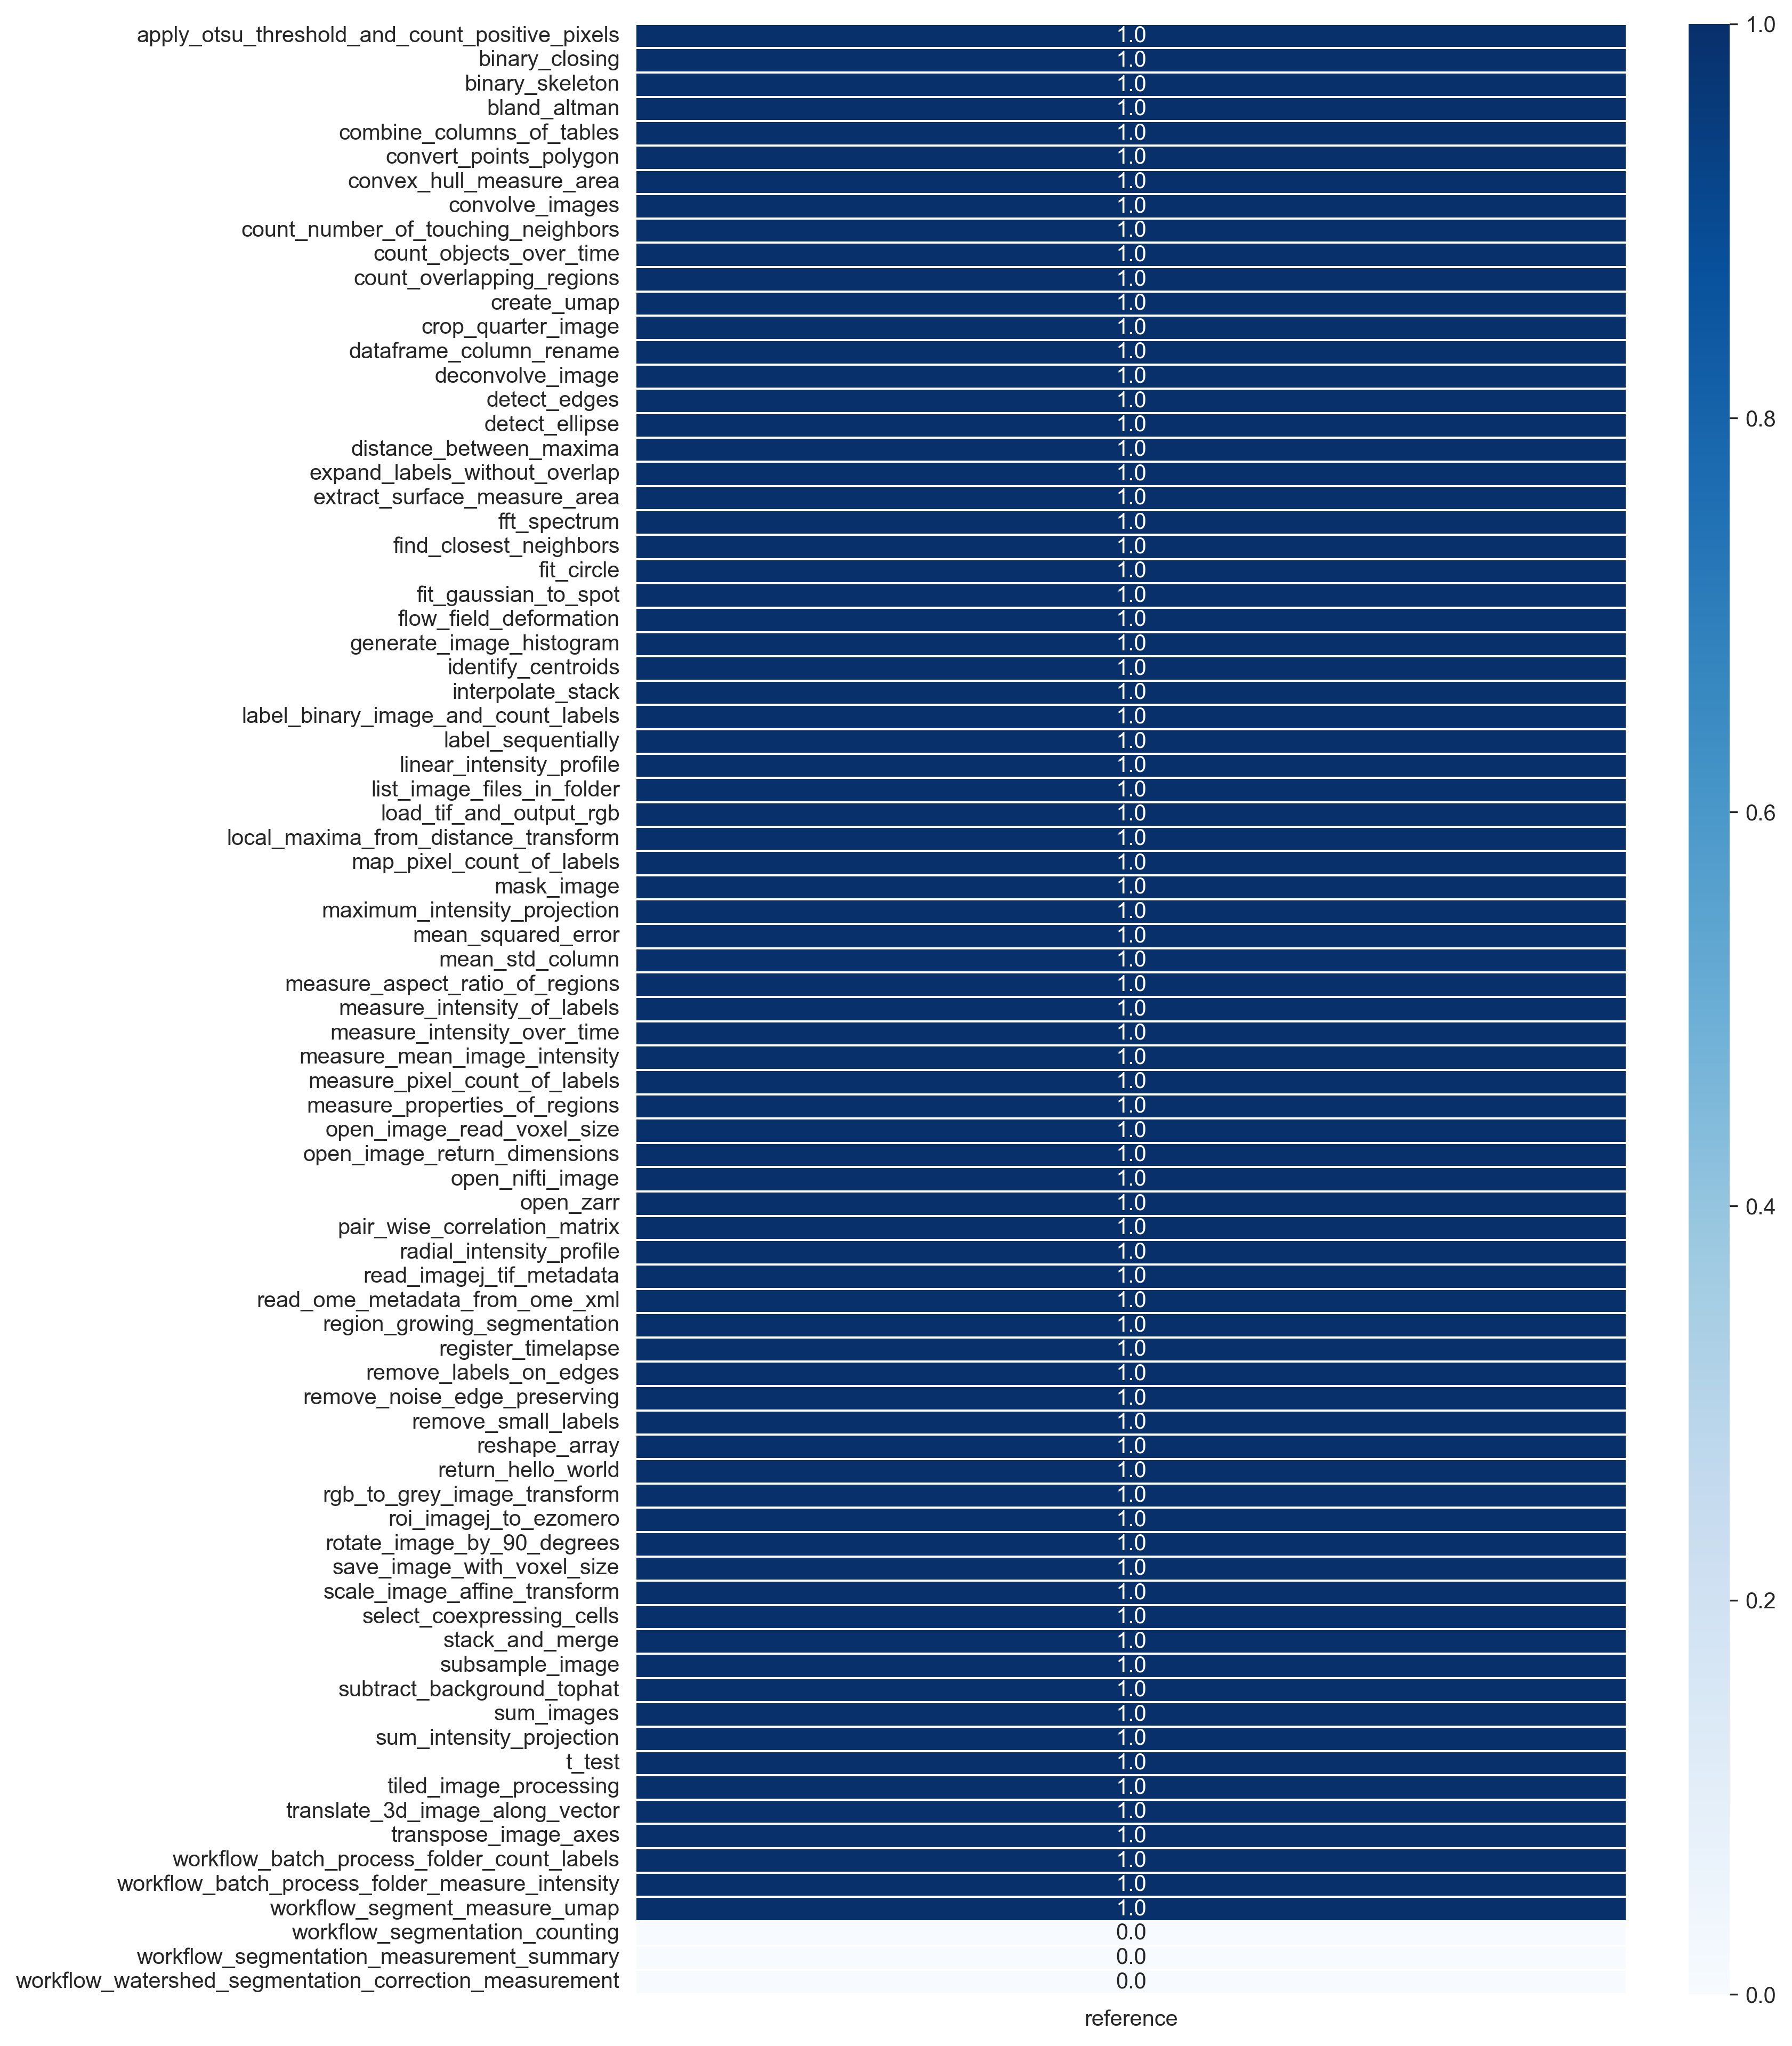 apply_otsu_threshold_and_count_positive_pixels 1.0 1.0
binary_closing 1.0
binary_skeleton 1.0
bland_altman 1.0
combine_columns_of_tables 1.0
convert_points_polygon 1.0
convex_hull_measure_area 1.0
convolve_images 1.0
count_number_of_touching_neighbors 1.0
count_objects_over_time 1.0
count_overlapping_regions 1.0
create_umap 1.0
crop_quarter_image 1.0
dataframe_column_rename 1.0
deconvolve_image 1.0
detect_edges 1.0
detect_ellipse 1.0 0.8
distance_between_maxima 1.0
expand_labels_without_overlap 1.0
extract_surface_measure_area 1.0
fft_spectrum 1.0
find_closest_neighbors 1.0
fit_circle 1.0
fit_gaussian_to_spot 1.0
flow_field_deformation 1.0
generate_image_histogram 1.0
identify_centroids 1.0
interpolate_stack 1.0
label_binary_image_and_count_labels 1.0
label_sequentially 1.0
linear_intensity_profile 1.0
list_image_files_in_folder 1.0
load_tif_and_output_rgb 1.0 0.6
local_maxima_from_distance_transform 1.0
map_pixel_count_of_labels 1.0
mask_image 1.0
maximum_intensity_projection 1.0
mean_squared_error 1.0
mean_std_column 1.0
measure_aspect_ratio_of_regions 1.0
measure_intensity_of_labels 1.0
measure_intensity_over_time 1.0
measure_mean_image_intensity 1.0
measure_pixel_count_of_labels 1.0
measure_properties_of_regions 1.0
open_image_read_voxel_size 1.0
open_image_return_dimensions 1.0
open_nifti_image 1.0
open_zarr 1.0 0.4
pair_wise_correlation_matrix 1.0
radial_intensity_profile 1.0
read_imagej_tif_metadata 1.0
read_ome_metadata_from_ome_xml 1.0
region_growing_segmentation 1.0
register_timelapse 1.0
remove_labels_on_edges 1.0
remove_noise_edge_preserving 1.0
remove_small_labels 1.0
reshape_array 1.0
return_hello_world 1.0
rgb_to_grey_image_transform 1.0
roi_imagej_to_ezomero 1.0
rotate_image_by_90_degrees 1.0
save_image_with_voxel_size 1.0
scale_image_affine_transform 1.0 0.2
select_coexpressing_cells 1.0
stack_and_merge 1.0
subsample_image 1.0
subtract_background_tophat 1.0
sum_images 1.0
sum_intensity_projection 1.0
t_test 1.0
tiled_image_processing 1.0
translate_3d_image_along_vector 1.0
transpose_image_axes 1.0
workflow_batch_process_folder_count_labels 1.0
workflow_batch_process_folder_measure_intensity 1.0
workflow_segment_measure_umap 1.0
workflow_segmentation_counting 0.0
workflow_segmentation_measurement_summary 0.0
workflow_watershed_segmentation_correction_measurement 0.0 0.0
reference